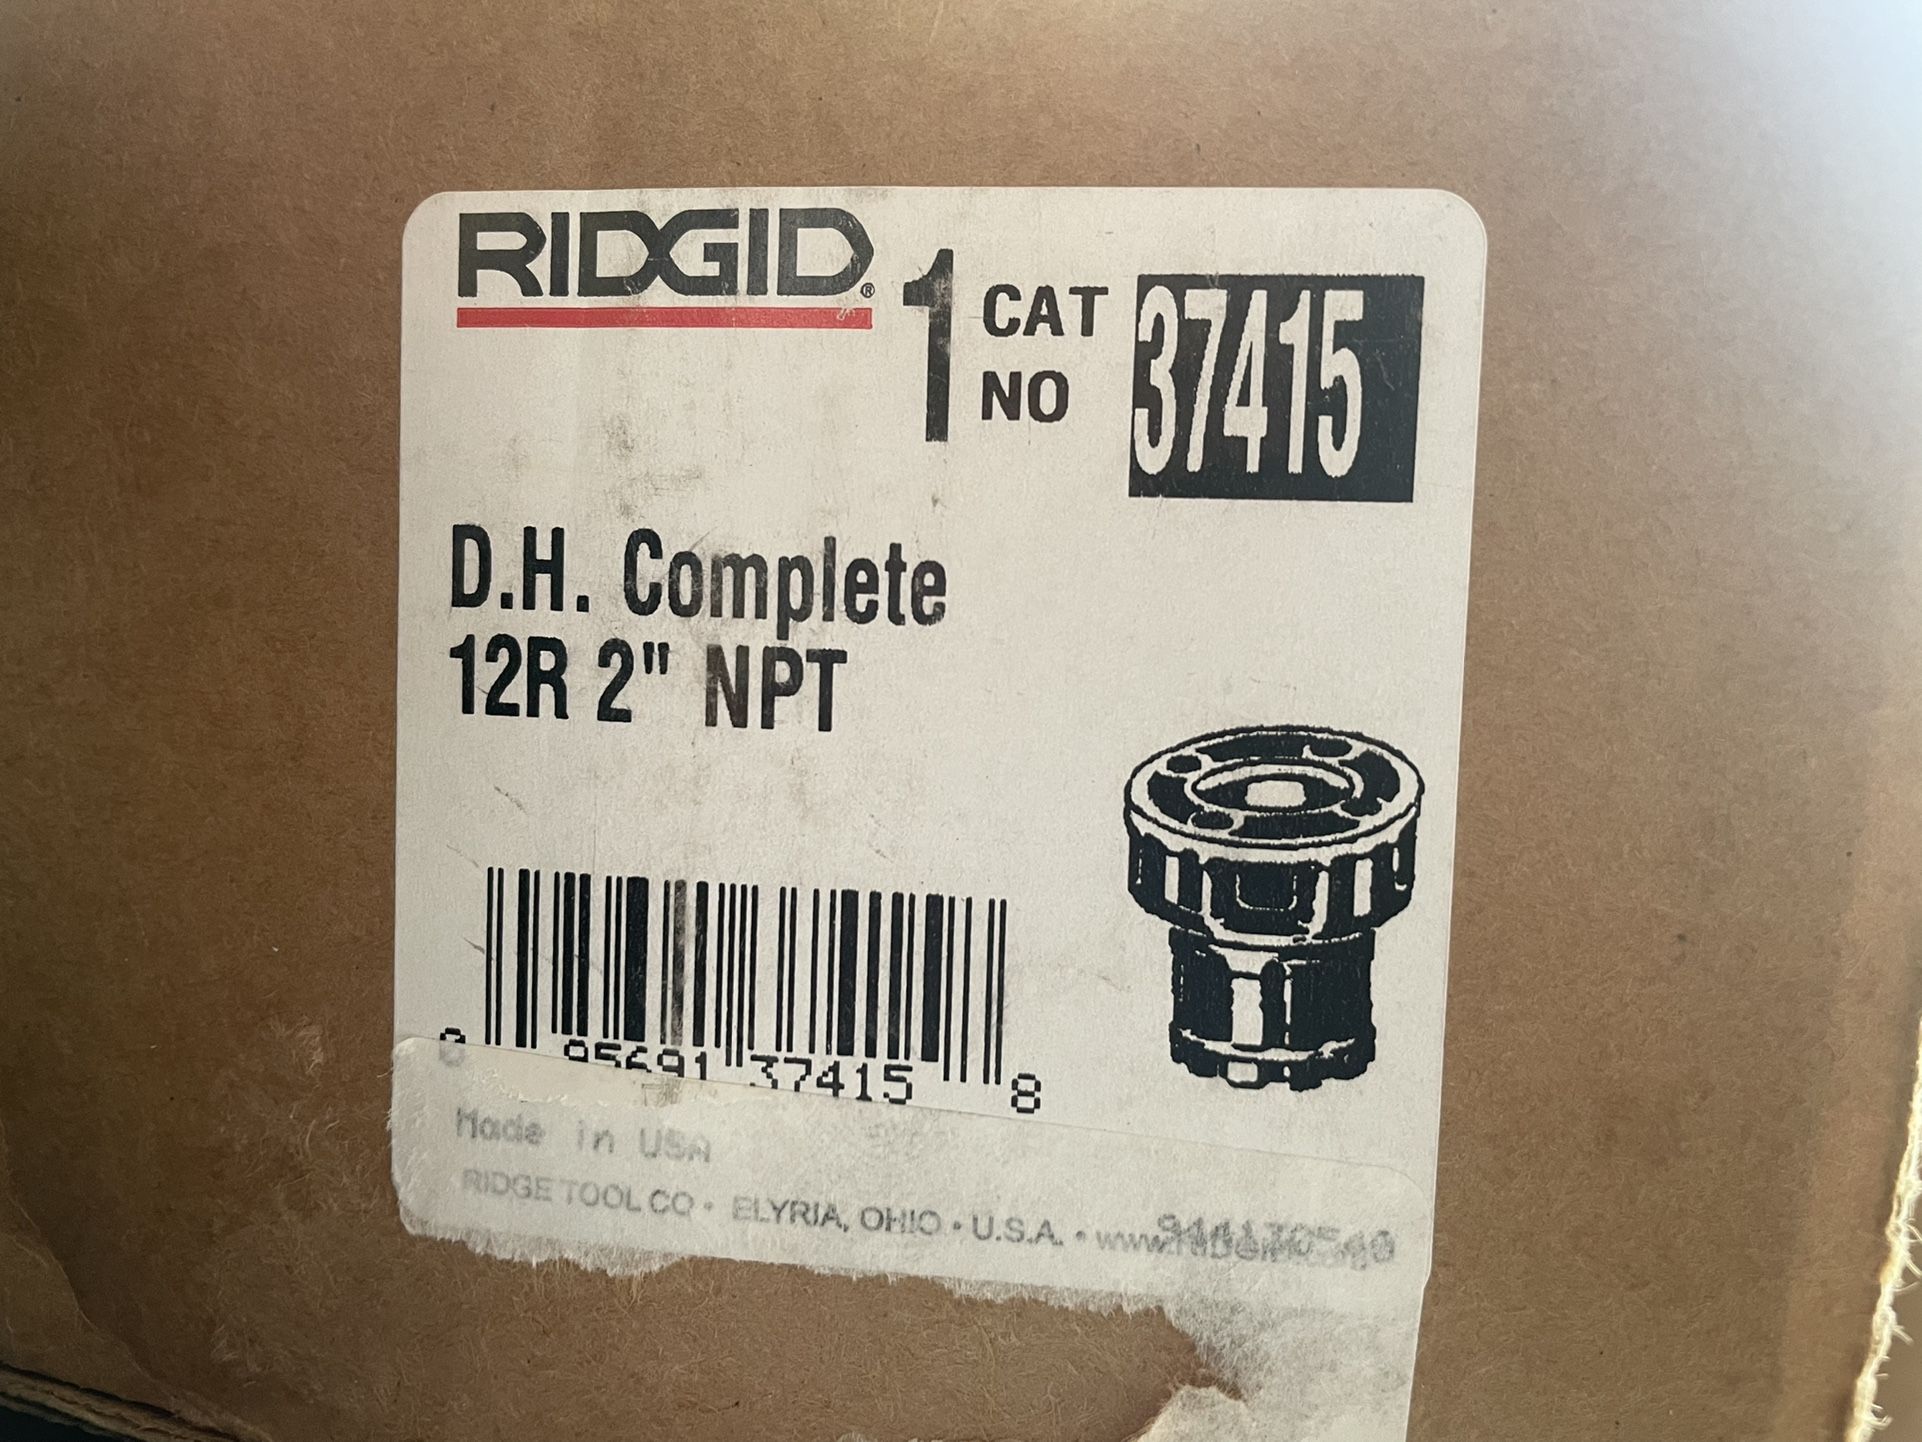 RIDGID®
1 CAT NO 37415
D.H. Complete
12R 2" NPT
0 95691 37415 8
Made in USA
RIDGE TOOL CO • ELYRIA, OHIO • U.S.A. •